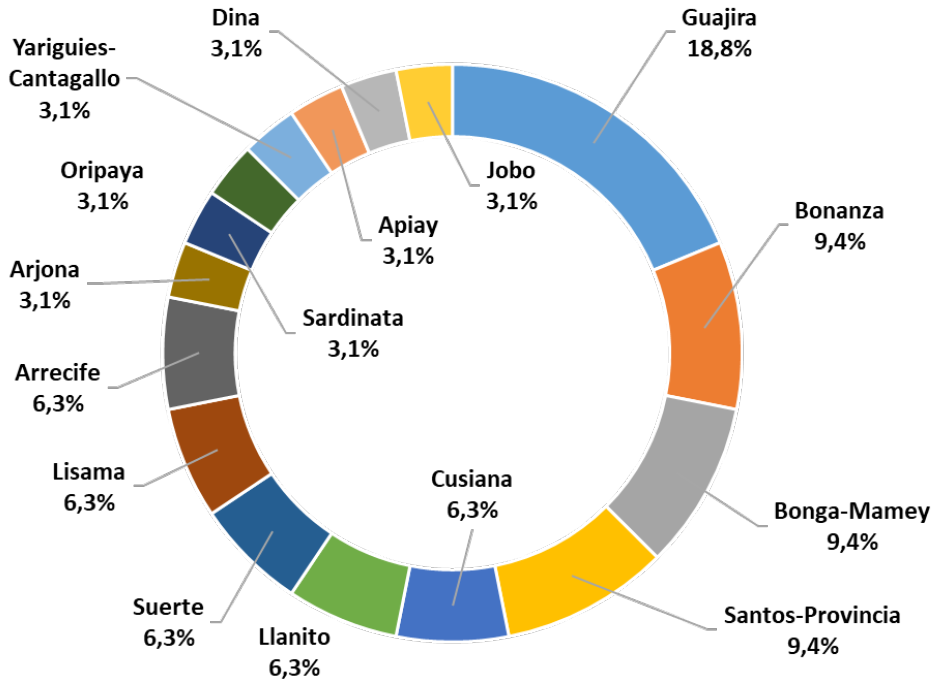 Guajira
18,8%
Bonanza
9,4%
Bonga-Mamey
9,4%
Santos-Provincia
9,4%
Cusiana
6,3%
Llanito
6,3%
Suerte
6,3%
Lisama
6,3%
Arrecife
6,3%
Arjona
3,1%
Sardinata
3,1%
Oripaya
3,1%
Yariguies-
Cantagallo
3,1%
Apiay
3,1%
Dina
3,1%
Jobo
3,1%